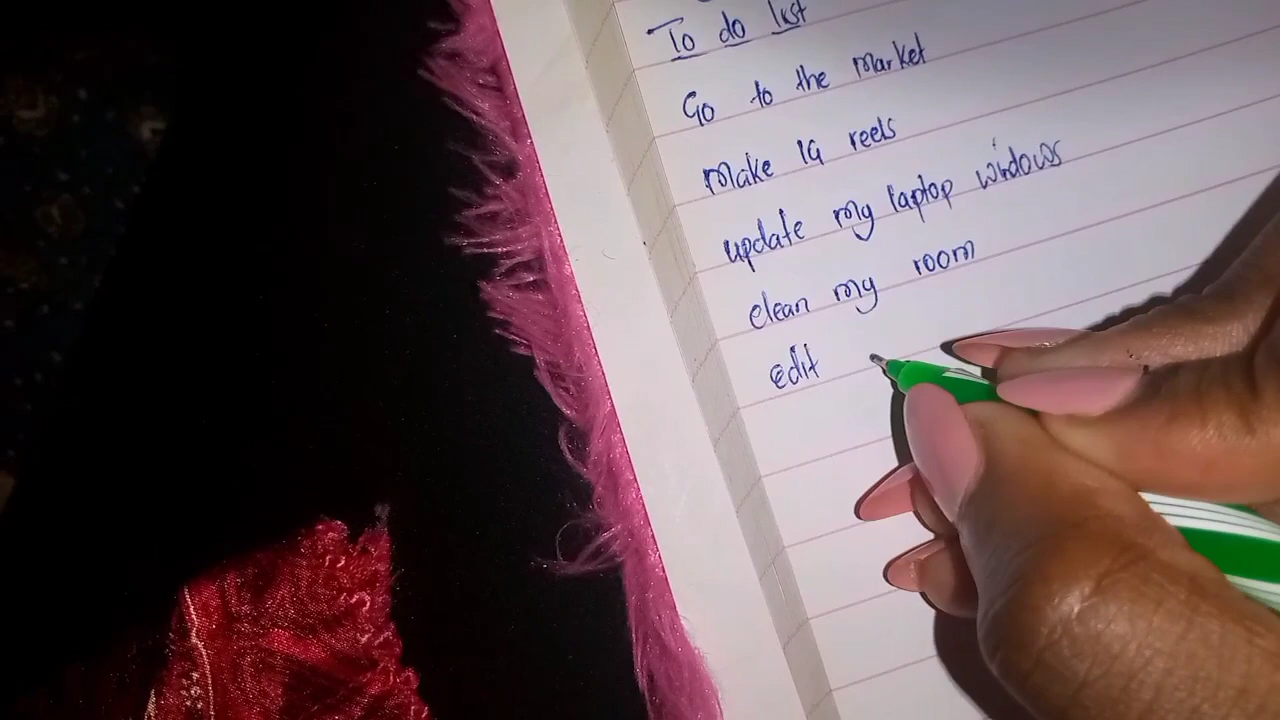 To do list
Go to the market
make IG reels
update my laptop windows
clean my room
edit